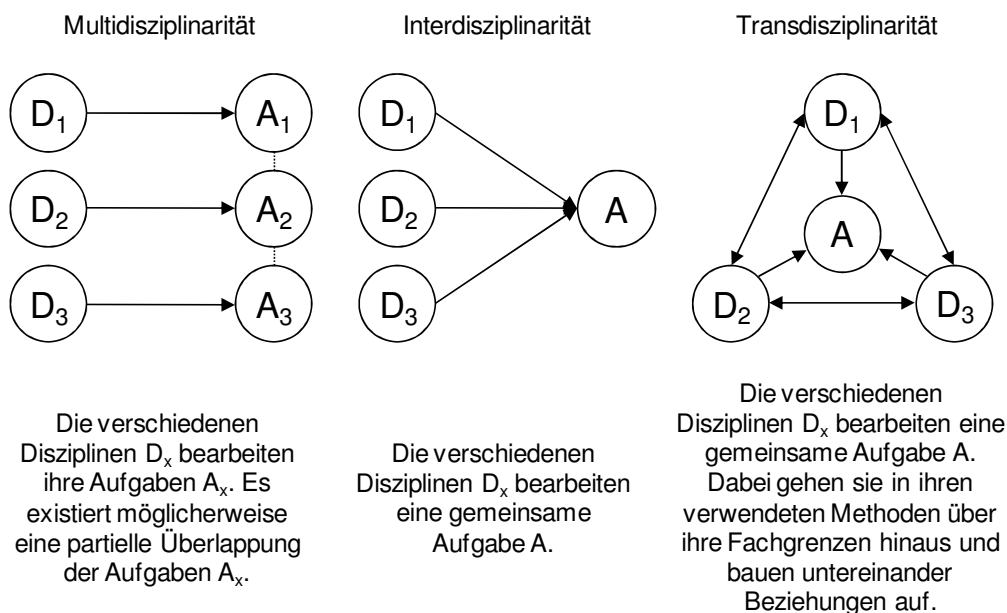 Multidisziplinarität
D1
A1
D2
A2
D3
A3
Die verschiedenen
Disziplinen Dx bearbeiten
ihre Aufgaben Ax. Es
existiert möglicherweise
eine partielle Überlappung
der Aufgaben Ax.
Interdisziplinarität
D1
D2
A
D3
Die verschiedenen
Disziplinen Dx bearbeiten
eine gemeinsame
Aufgabe A.
Transdisziplinarität
D1
A
D2
D3
Die verschiedenen
Disziplinen Dx bearbeiten eine
gemeinsame Aufgabe A.
Dabei gehen sie in ihren
verwendeten Methoden über
ihre Fachgrenzen hinaus und
bauen untereinander
Beziehungen auf.